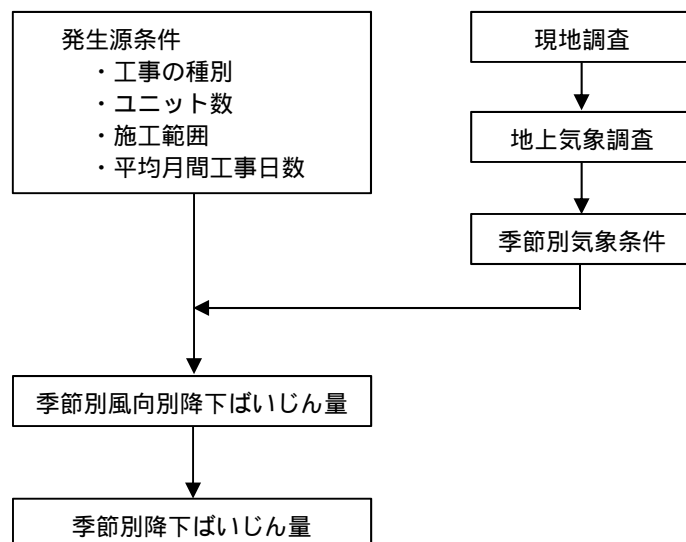 発生源条件
・工事の種別
・ユニット数
・施工範囲
・平均月間工事日数
現地調査
地上気象調査
季節別気象条件
季節別風向別降下ばいじん量
季節別降下ばいじん量